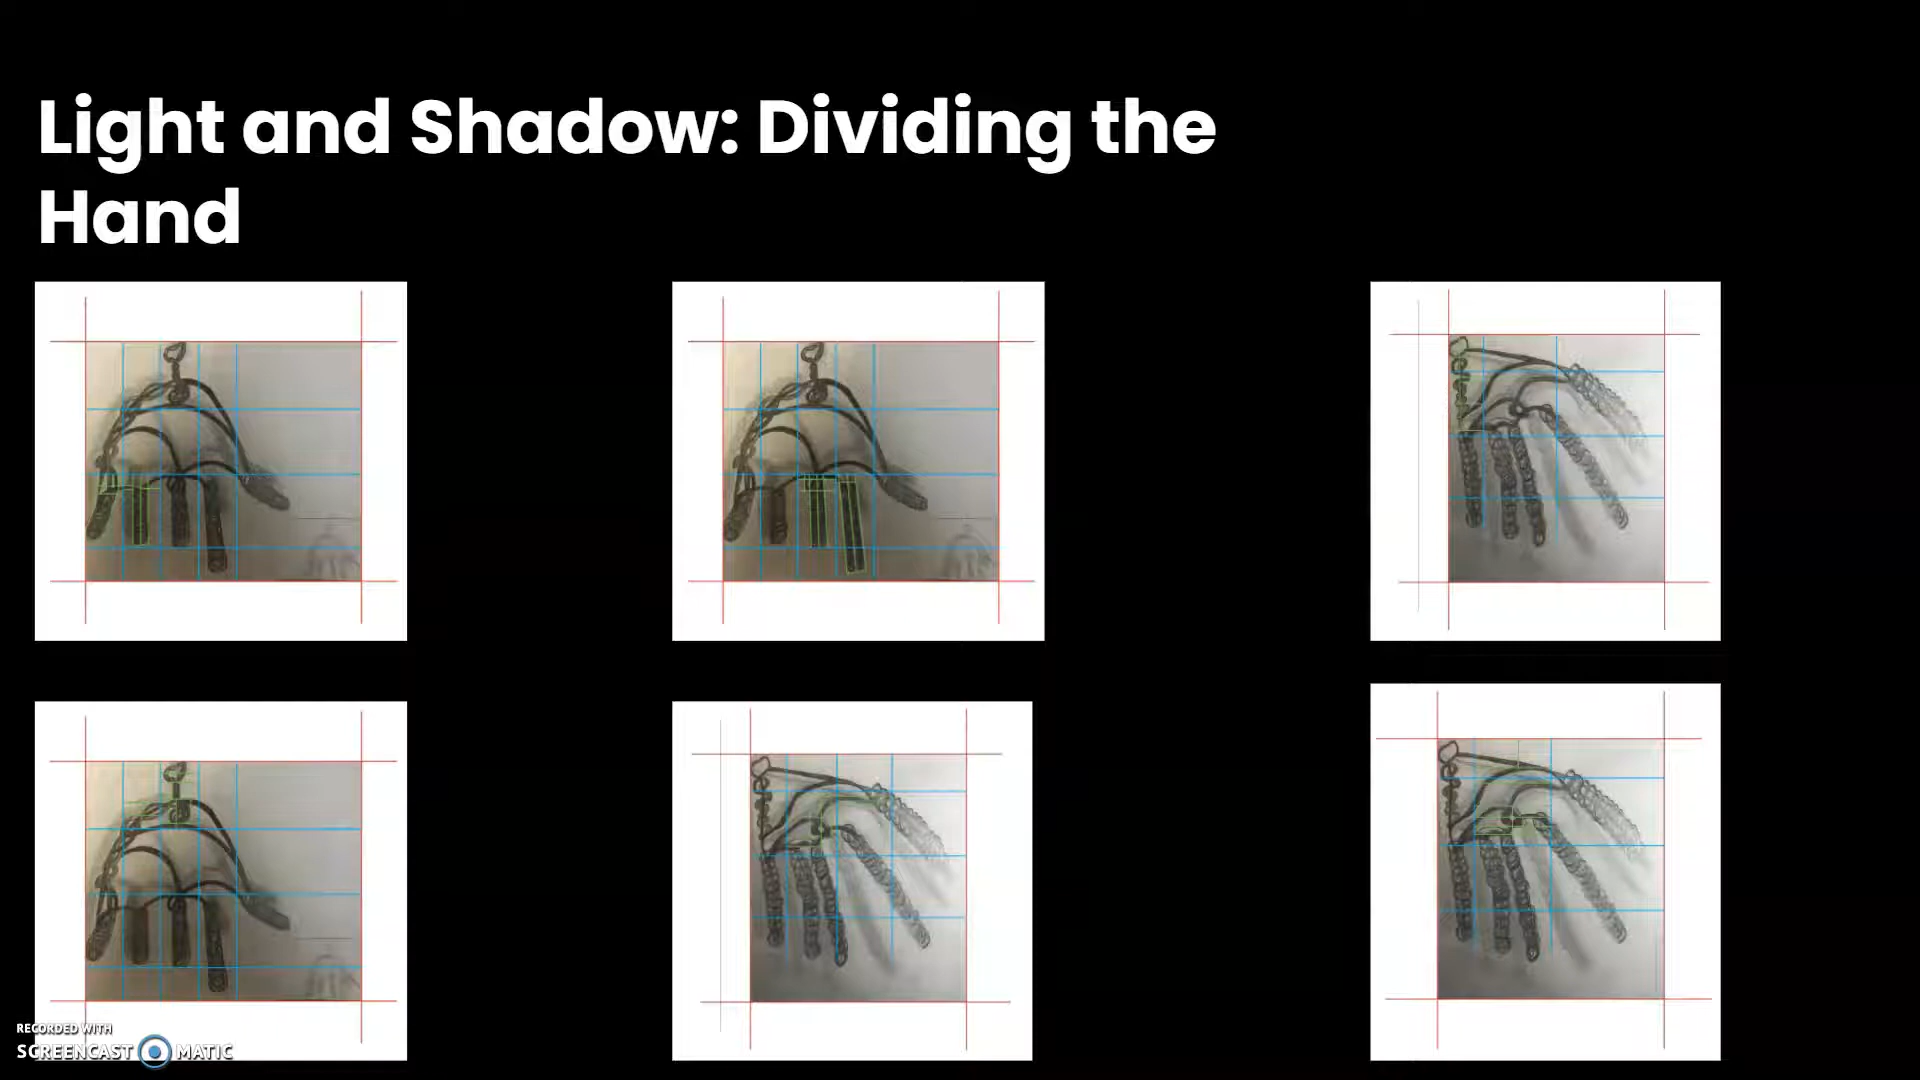 Light and Shadow: Dividing the
Hand
RECORDED WITH
SCREENCAST MATIC